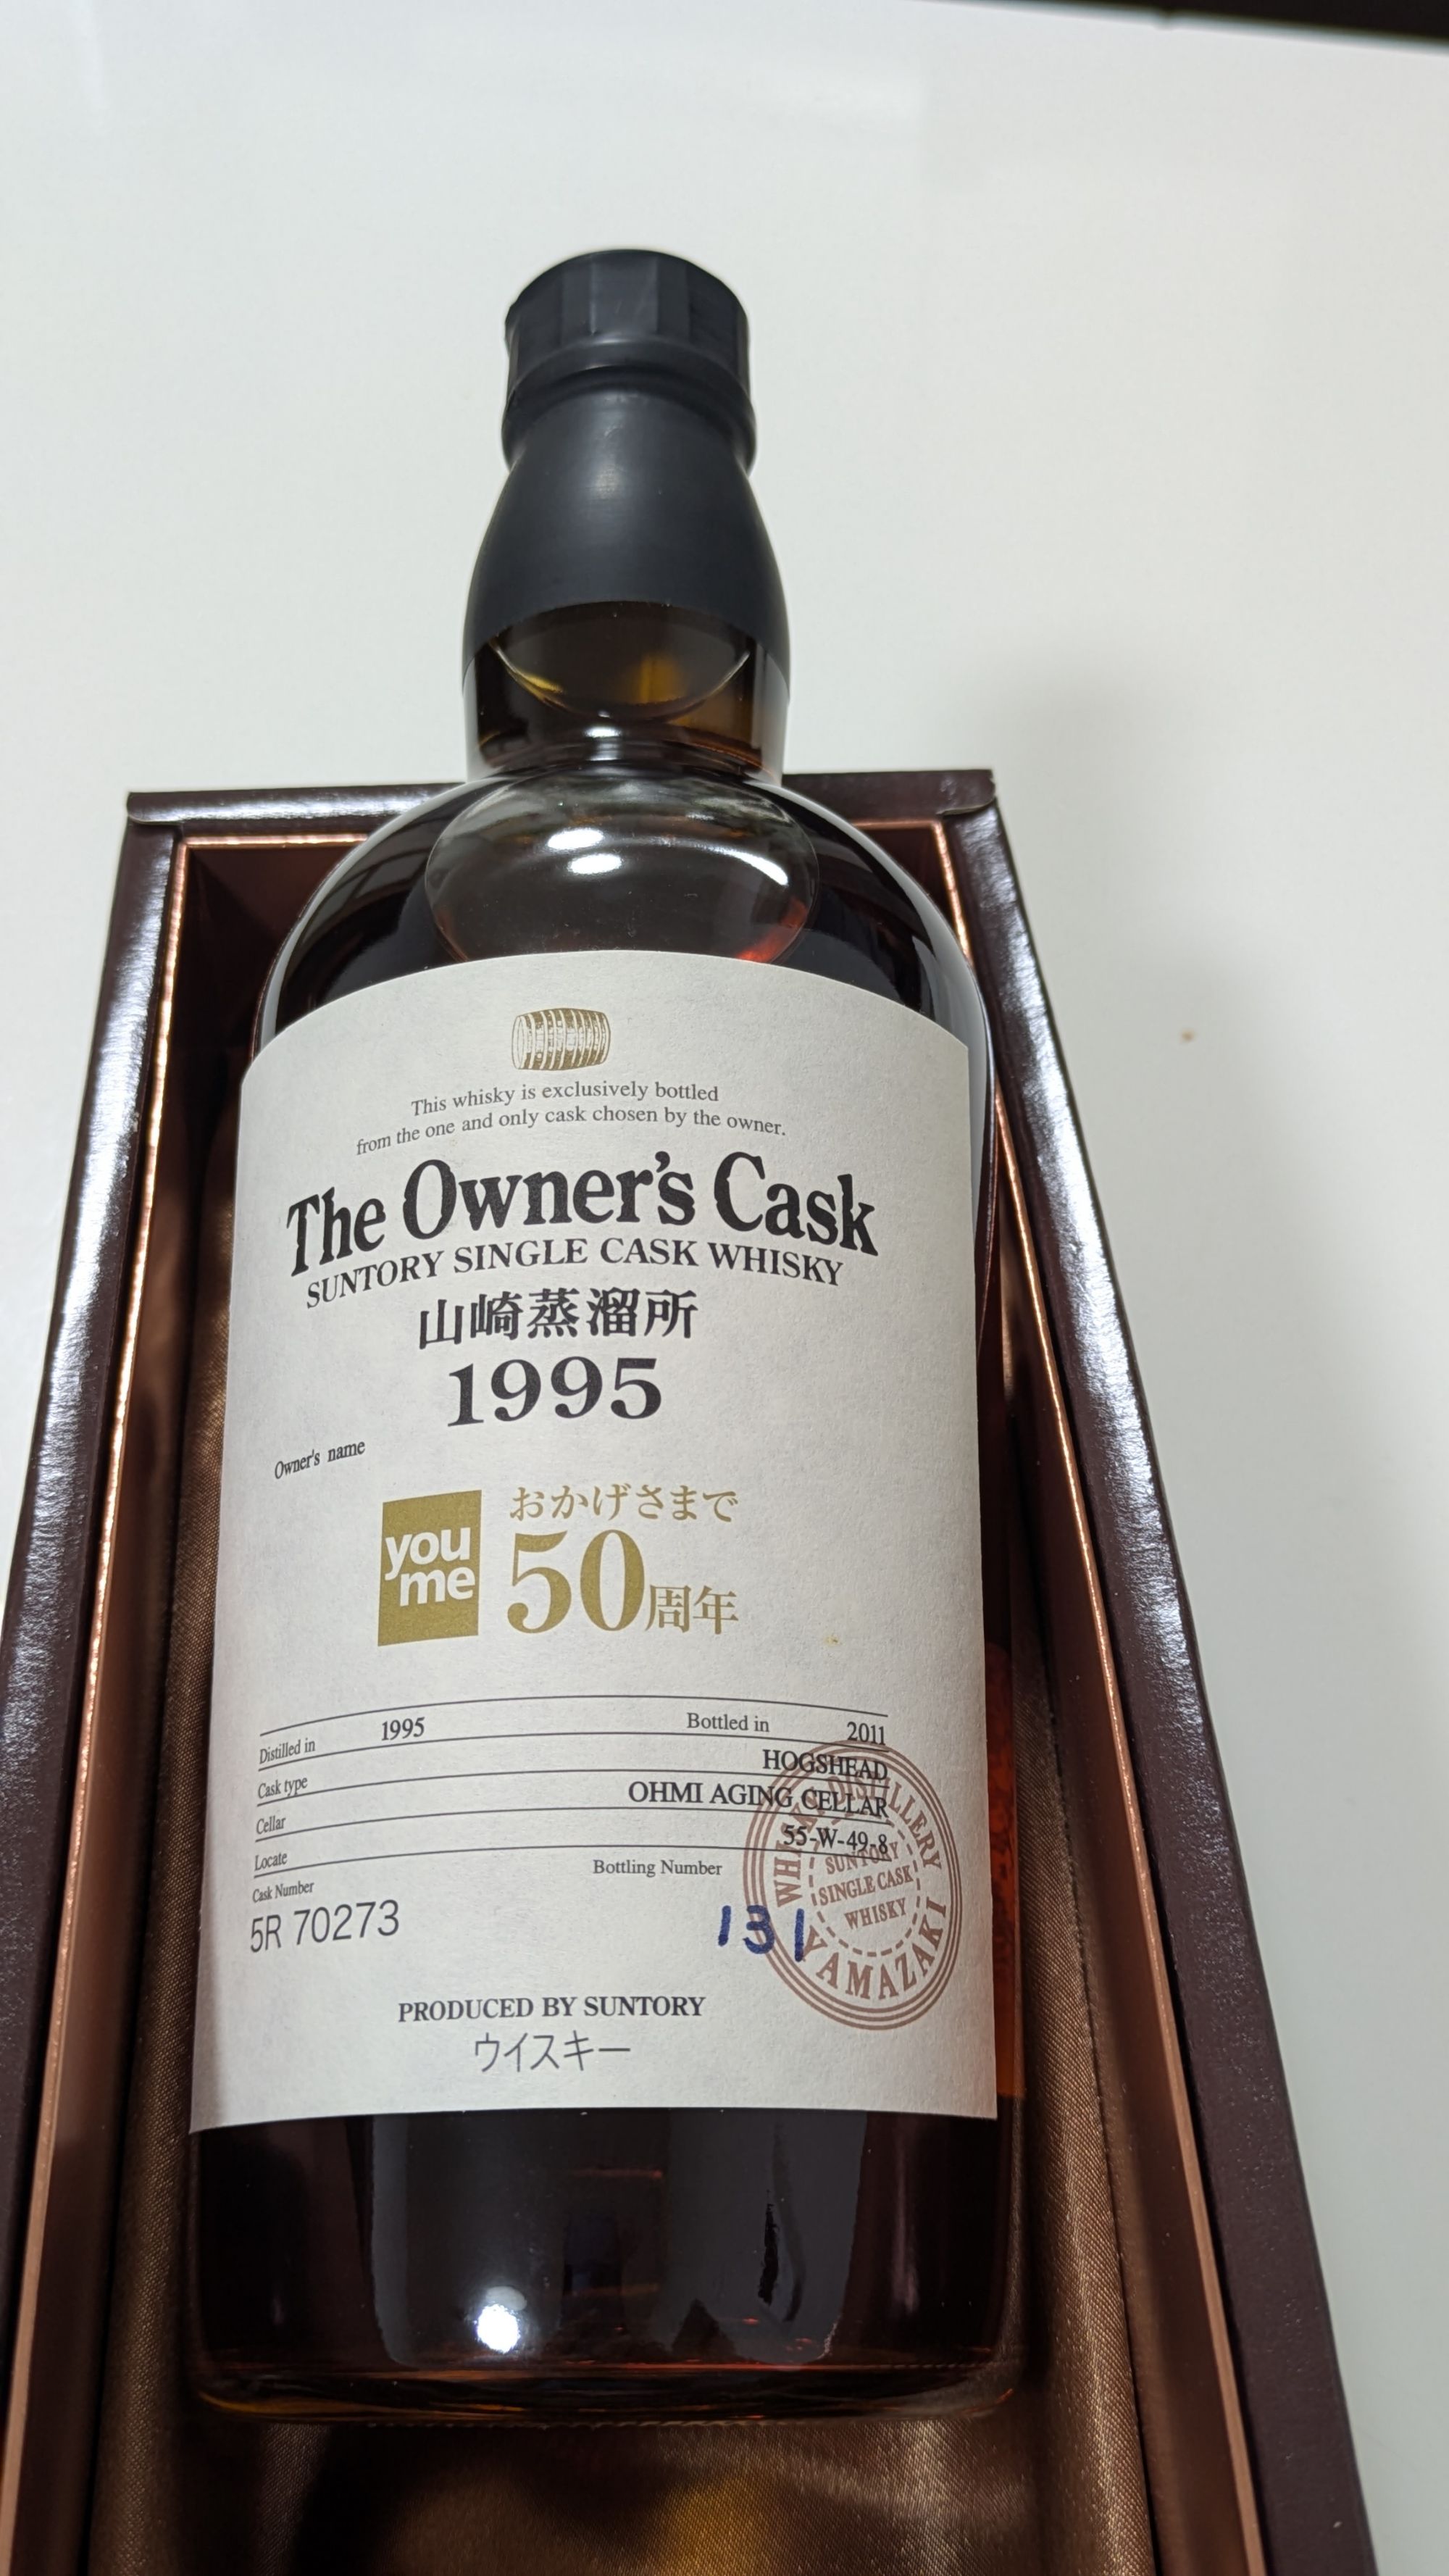 This whisky is exclusively bottled
from the one and only cask chosen by the owner.
The Owner's Cask
SUNTORY SINGLE CASK WHISKY
山崎蒸溜所
1995
Owner's name
you
me
おかげさまで
50周年
Distilled in 1995 Bottled in 2011
Cask type HOGSHEAD
Cellar OHMI AGING CELLAR
Locate 55-W-49-8
Cask Number Bottling Number
5R 70273 131
WHISKY DISTILLERY
SUNTORY
SINGLE CASK
WHISKY
YAMAZAKI
PRODUCED BY SUNTORY
ウイスキー